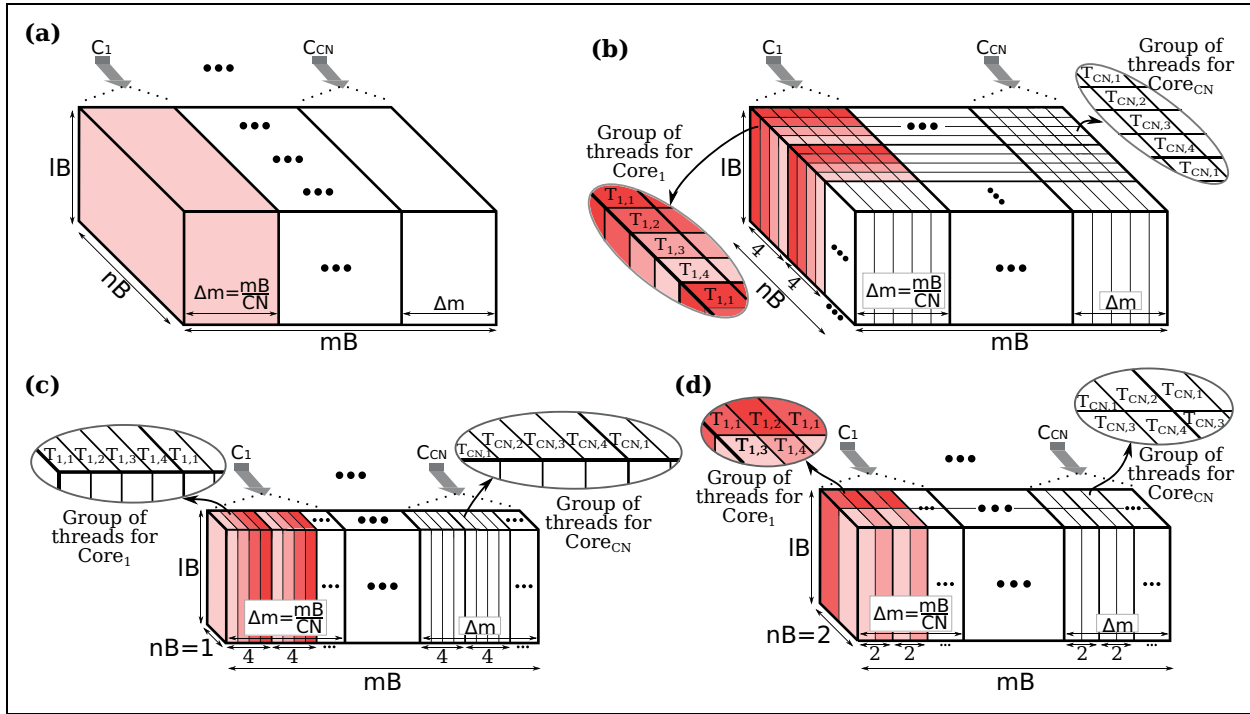 (a)
C1
•••
CCN
•••
•••
•••
•••
lB
nB
Δm=mB/CN
Δm
mB
(b)
C1
•••
CCN
Group of
threads for
CoreCN
TCN,1
TCN,2
TCN,3
TCN,4
TCN,1
Group of
threads for
Core1
T1,1
T1,2
T1,3
T1,4
T1,1
lB
•••
•••
•••
•••
4
4
•••
nB
Δm=mB/CN
Δm
mB
(c)
T1,1 T1,2 T1,3 T1,4 T1,1
Group of
threads for
Core1
C1
•••
CCN
TCN,1 TCN,2 TCN,3 TCN,4 TCN,1
Group of
threads for
CoreCN
lB
••• ••• •••
••• ••• •••
Δm=mB/CN
Δm
nB=1
4 4 ••• 4 4 •••
mB
(d)
T1,1 T1,2 T1,1
T1,3 T1,4
Group of
threads for
Core1
C1
•••
CCN
TCN,1 TCN,2 TCN,1
TCN,3 TCN,4 TCN,3
Group of
threads for
CoreCN
lB
••• ••• •••
••• ••• •••
Δm=mB/CN
Δm
nB=2
2 2 ••• 2 2 •••
mB